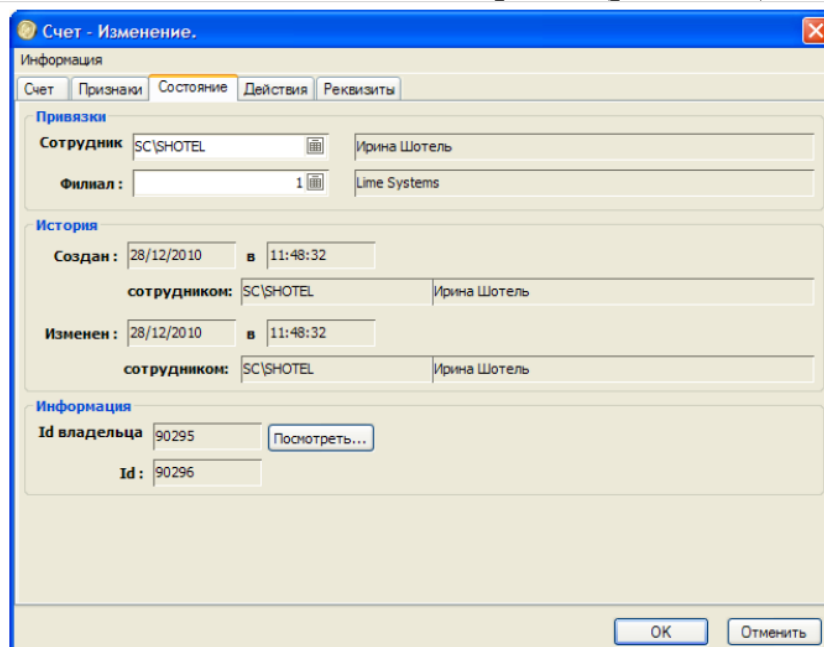 Счет - Изменение.
Информация
Счет Признаки Состояние Действия Реквизиты
Привязки
Сотрудник SC\SHOTEL Ирина Шотель
Филиал : 1 Lime Systems
История
Создан : 28/12/2010 в 11:48:32
сотрудником: SC\SHOTEL Ирина Шотель
Изменен : 28/12/2010 в 11:48:32
сотрудником: SC\SHOTEL Ирина Шотель
Информация
Id владельца 90295 Посмотреть...
Id : 90296
OK Отменить